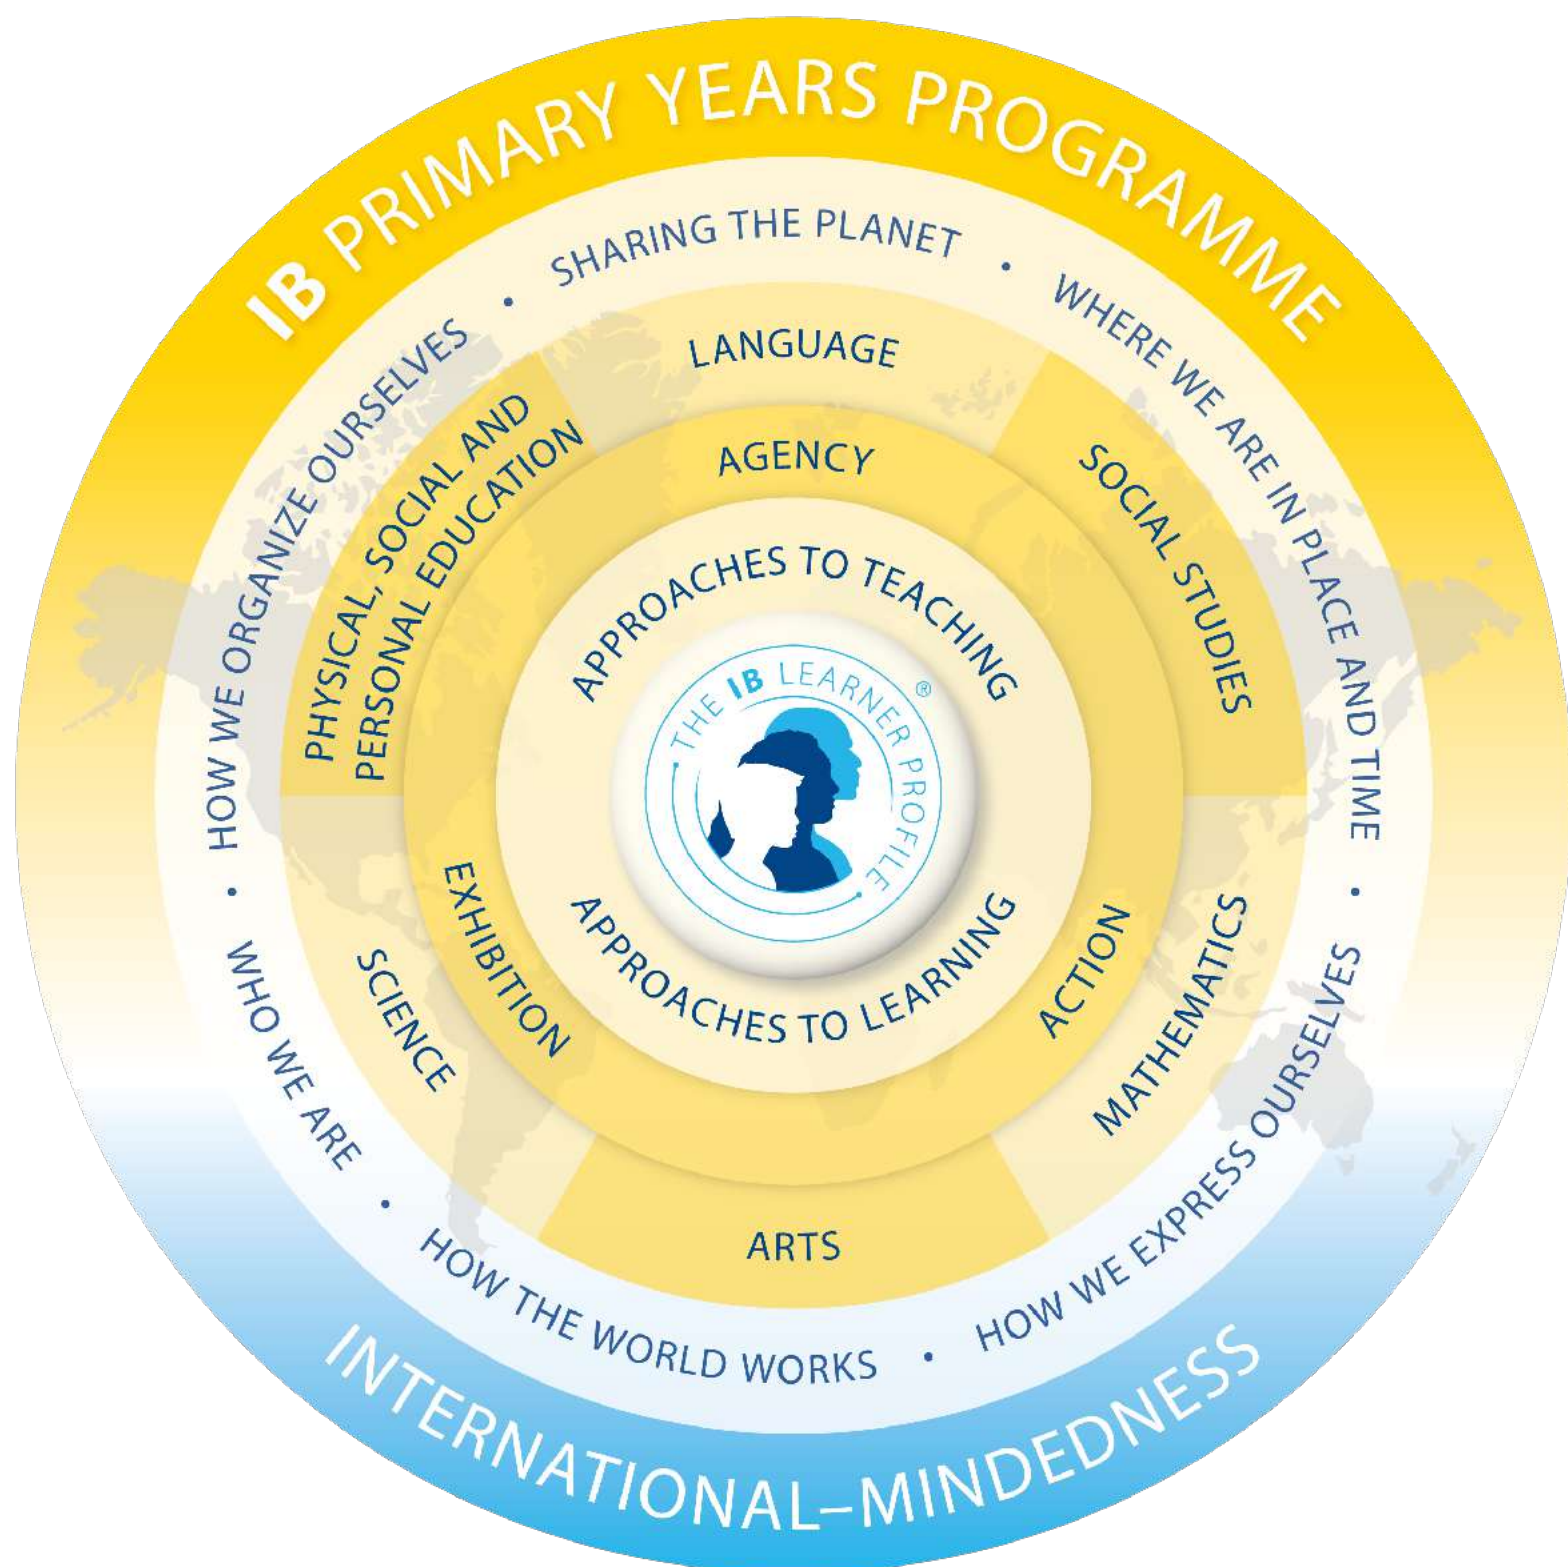 IB PRIMARY YEARS PROGRAMME
SHARING THE PLANET
•
WHERE WE ARE IN PLACE AND TIME
•
HOW WE EXPRESS OURSELVES
•
HOW THE WORLD WORKS
•
WHO WE ARE
•
HOW WE ORGANIZE OURSELVES
•
LANGUAGE
SOCIAL STUDIES
MATHEMATICS
ARTS
SCIENCE
PHYSICAL, SOCIAL AND
PERSONAL EDUCATION
AGENCY
ACTION
EXHIBITION
APPROACHES TO TEACHING
APPROACHES TO LEARNING
THE IB LEARNER PROFILE ®
INTERNATIONAL–MINDEDNESS